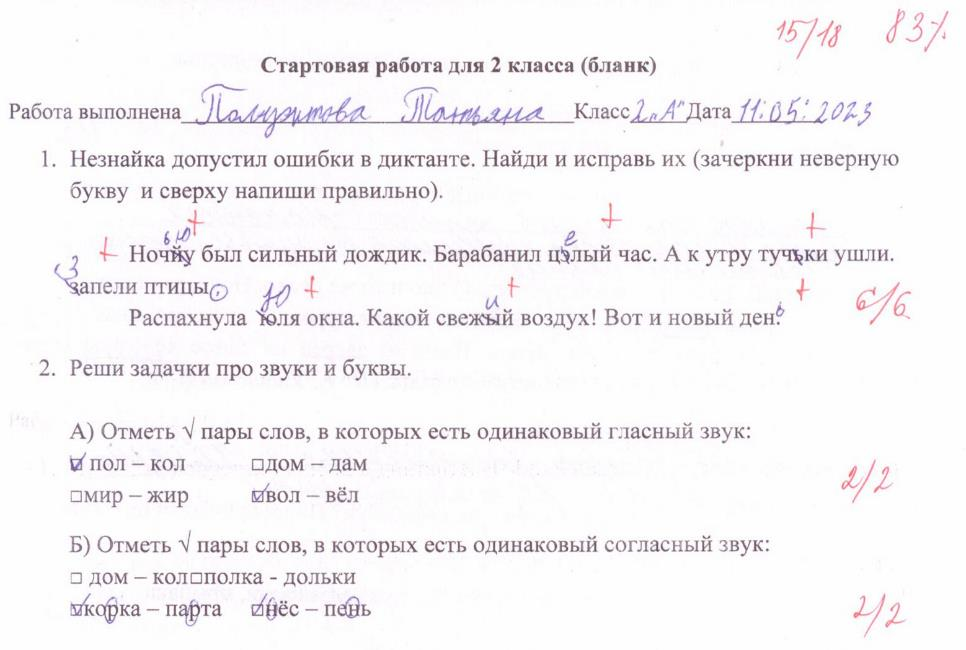 15/18 83%
Стартовая работа для 2 класса (бланк)
Работа выполнена Татьяна Класс 2 „А" Дата 11.05.2023
1. Незнайка допустил ошибки в диктанте. Найди и исправь их (зачеркни неверную
букву и сверху напиши правильно).
ью + е + +
+ Ночйу был сильный дождик. Барабанил цэлый час. А к утру тучьки ушли.
З запели птицы.
Ю + и + + 6/6
Распахнула юля окна. Какой свежый воздух! Вот и новый ден.ь
2. Реши задачки про звуки и буквы.
А) Отметь √ пары слов, в которых есть одинаковый гласный звук:
☑ пол – кол □дом – дам
□мир – жир ☑вол – вёл 2/2
Б) Отметь √ пары слов, в которых есть одинаковый согласный звук:
□ дом – кол□полка - дольки
☑корка – парта ☑нёс – пень 2/2